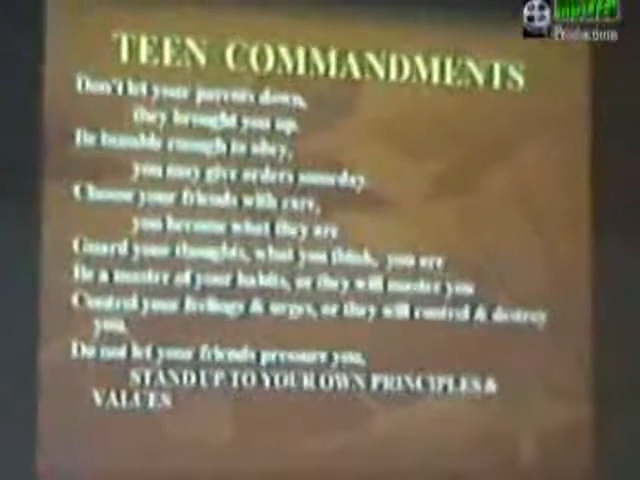 Productions
TEEN COMMANDMENTS
Don't let your parents down,
they brought you up.
Be humble enough to obey,
you may give orders someday.
Choose your friends with care,
you become what they are
Guard your thoughts, what you think, you are
Be a master of your habits, or they will master you
Control your feelings & urges, or they will control & destroy
you.
Do not let your friends pressure you,
STAND UP TO YOUR OWN PRINCIPLES &
VALUES